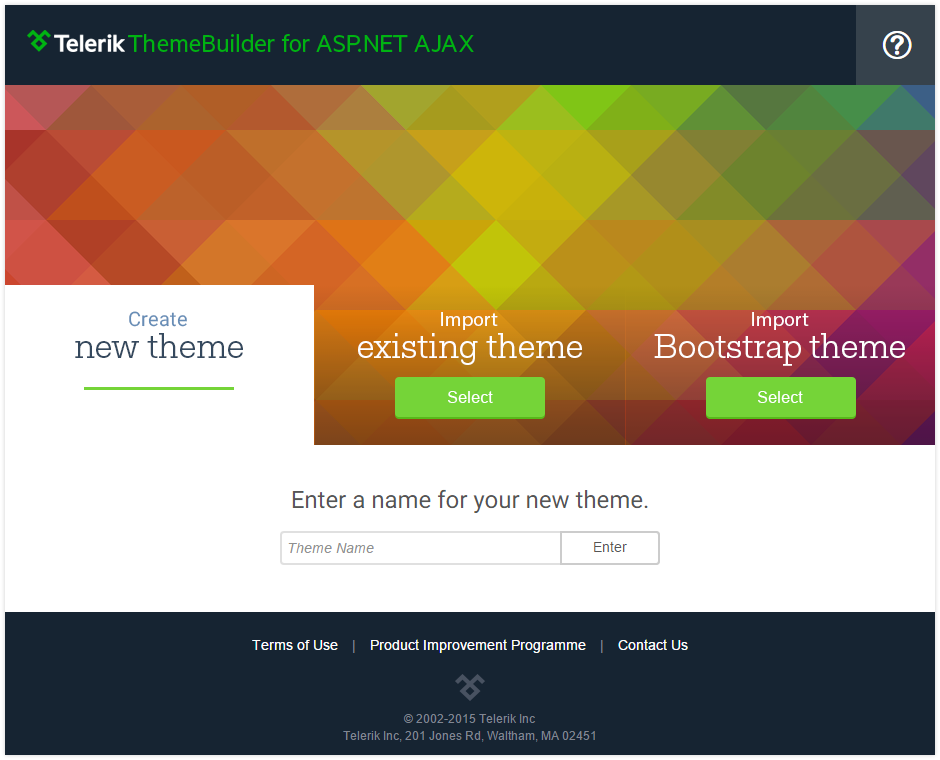 Telerik ThemeBuilder for ASP.NET AJAX
Create
new theme
Import
existing theme
Select
Import
Bootstrap theme
Select
Enter a name for your new theme.
Theme Name
Enter
Terms of Use | Product Improvement Programme | Contact Us
© 2002-2015 Telerik Inc
Telerik Inc, 201 Jones Rd, Waltham, MA 02451